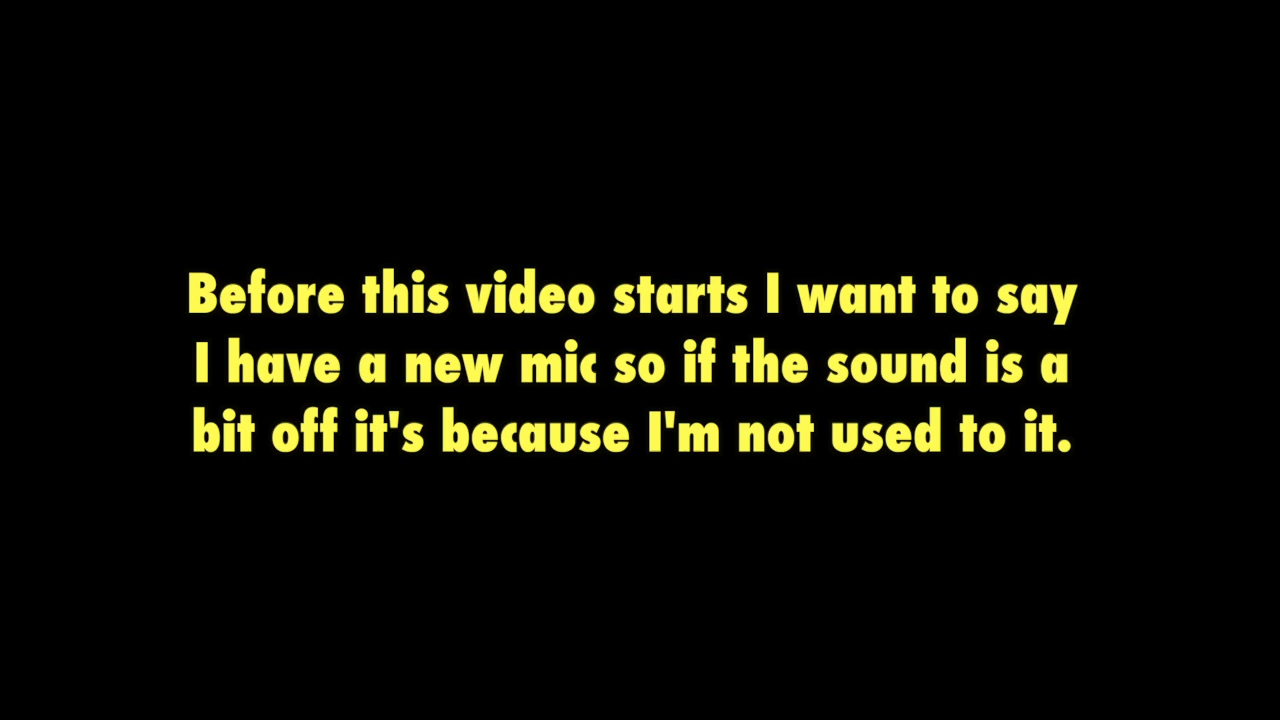 Before this video starts I want to say
I have a new mic so if the sound is a
bit off it's because I'm not used to it.